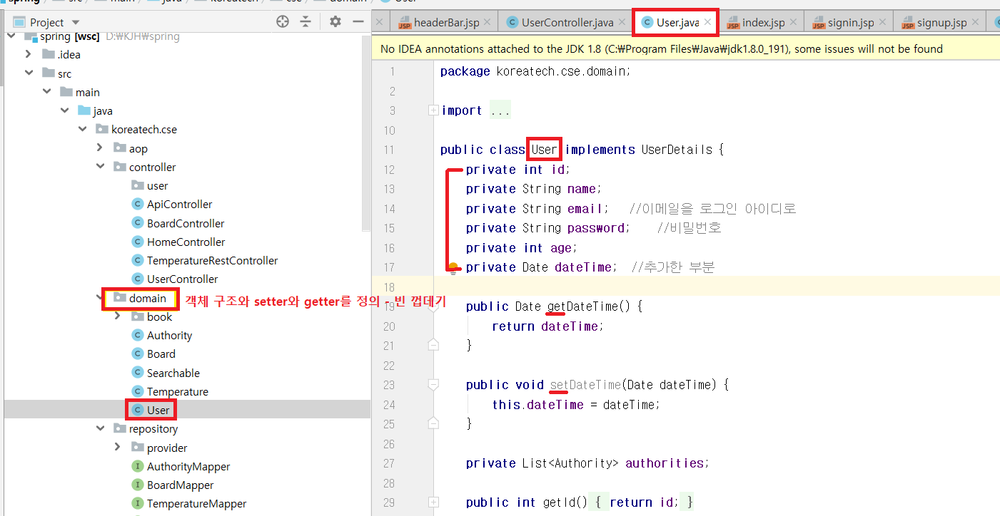 spring src main java koreatech cse domain User
Project
headerBar.jsp UserController.java User.java index.jsp signin.jsp signup.jsp
spring [wsc] D:\KJH\spring
.idea
src
main
java
koreatech.cse
aop
controller
user
ApiController
BoardController
HomeController
TemperatureRestController
UserController
domain
객체 구조와 setter와 getter를 정의 - 빈 껍데기
book
Authority
Board
Searchable
Temperature
User
repository
provider
AuthorityMapper
BoardMapper
TemperatureMapper
No IDEA annotations attached to the JDK 1.8 (C:\Program Files\Java\jdk1.8.0_191), some issues will not be found
1 package koreatech.cse.domain;
2
3 import ...
10
11 public class User implements UserDetails {
12 private int id;
13 private String name;
14 private String email; //이메일을 로그인 아이디로
15 private String password; //비밀번호
16 private int age;
17 private Date dateTime; //추가한 부분
18
19 public Date getDateTime() {
20 return dateTime;
21 }
22
23 public void setDateTime(Date dateTime) {
24 this.dateTime = dateTime;
25 }
26
27 private List<Authority> authorities;
28
29 public int getId() { return id; }